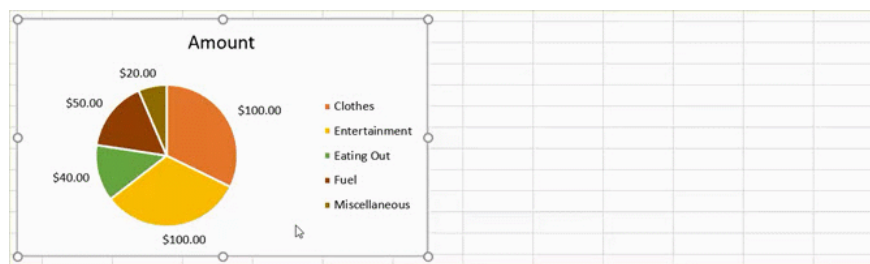 Amount
$20.00
$50.00
$100.00
$40.00
$100.00
Clothes
Entertainment
Eating Out
Fuel
Miscellaneous